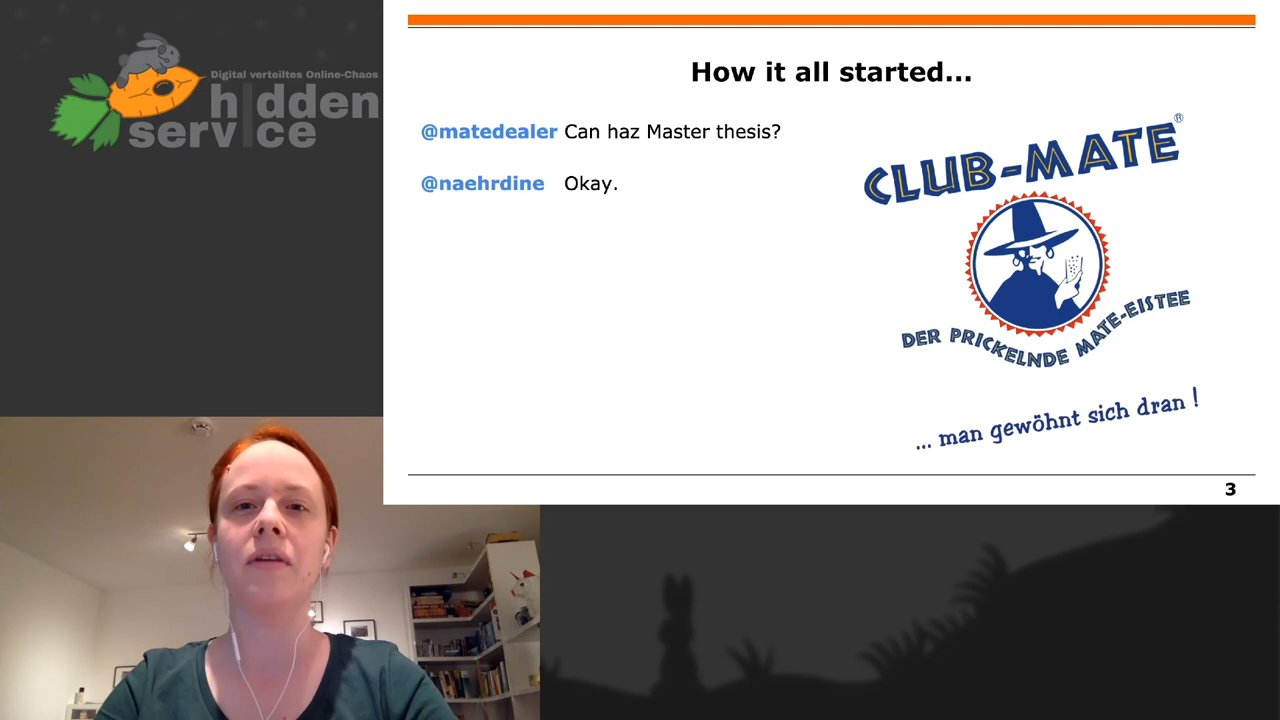 Digital verteiltes Online-Chaos
hidden
service
How it all started...
@matedealer Can haz Master thesis?
@naehrdine Okay.
CLUB-MATE®
DER PRICKELNDE MATE-EISTEE
... man gewöhnt sich dran !
3